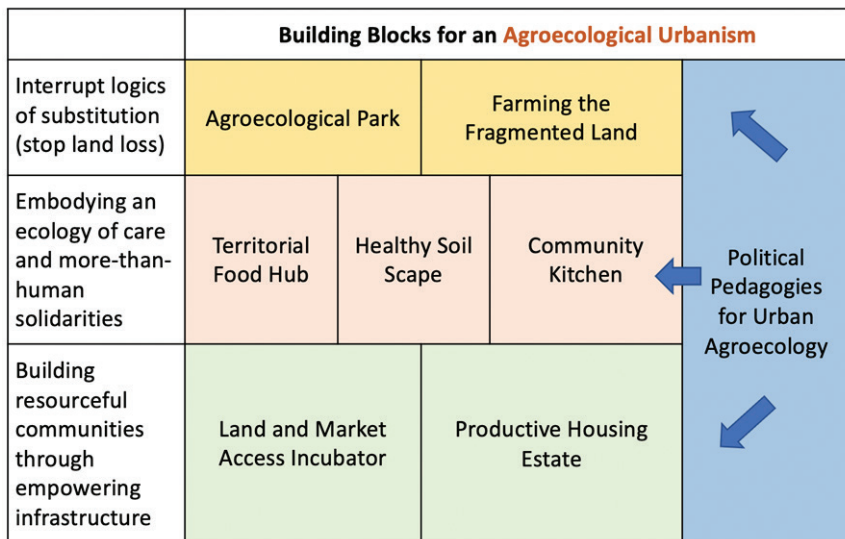 Building Blocks for an Agroecological Urbanism
Interrupt logics
of substitution
(stop land loss)
Agroecological Park
Farming the
Fragmented Land
Embodying an
ecology of care
and more-than-
human
solidarities
Territorial
Food Hub
Healthy Soil
Scape
Community
Kitchen
Political
Pedagogies
for Urban
Agroecology
Building
resourceful
communities
through
empowering
infrastructure
Land and Market
Access Incubator
Productive Housing
Estate